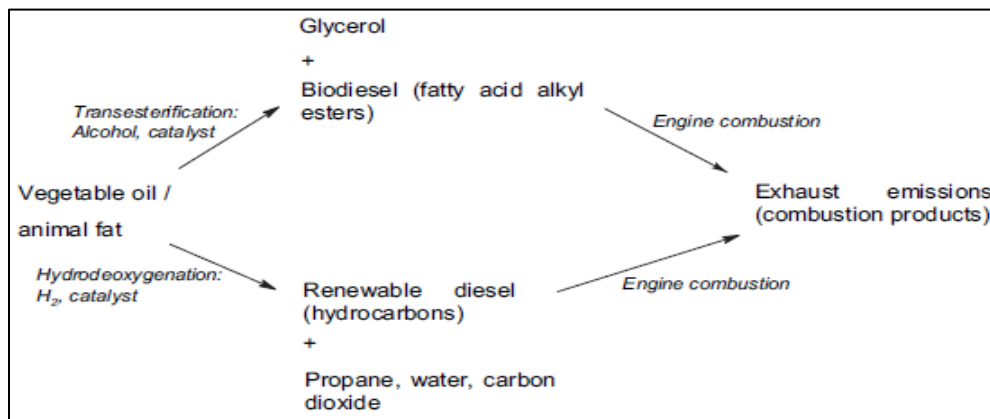 Glycerol
+
Biodiesel (fatty acid alkyl
esters)
Transesterification:
Alcohol, catalyst
Engine combustion
Vegetable oil /
animal fat
Exhaust emissions
(combustion products)
Hydrodeoxygenation:
H₂, catalyst
Renewable diesel
(hydrocarbons)
Engine combustion
+
Propane, water, carbon
dioxide